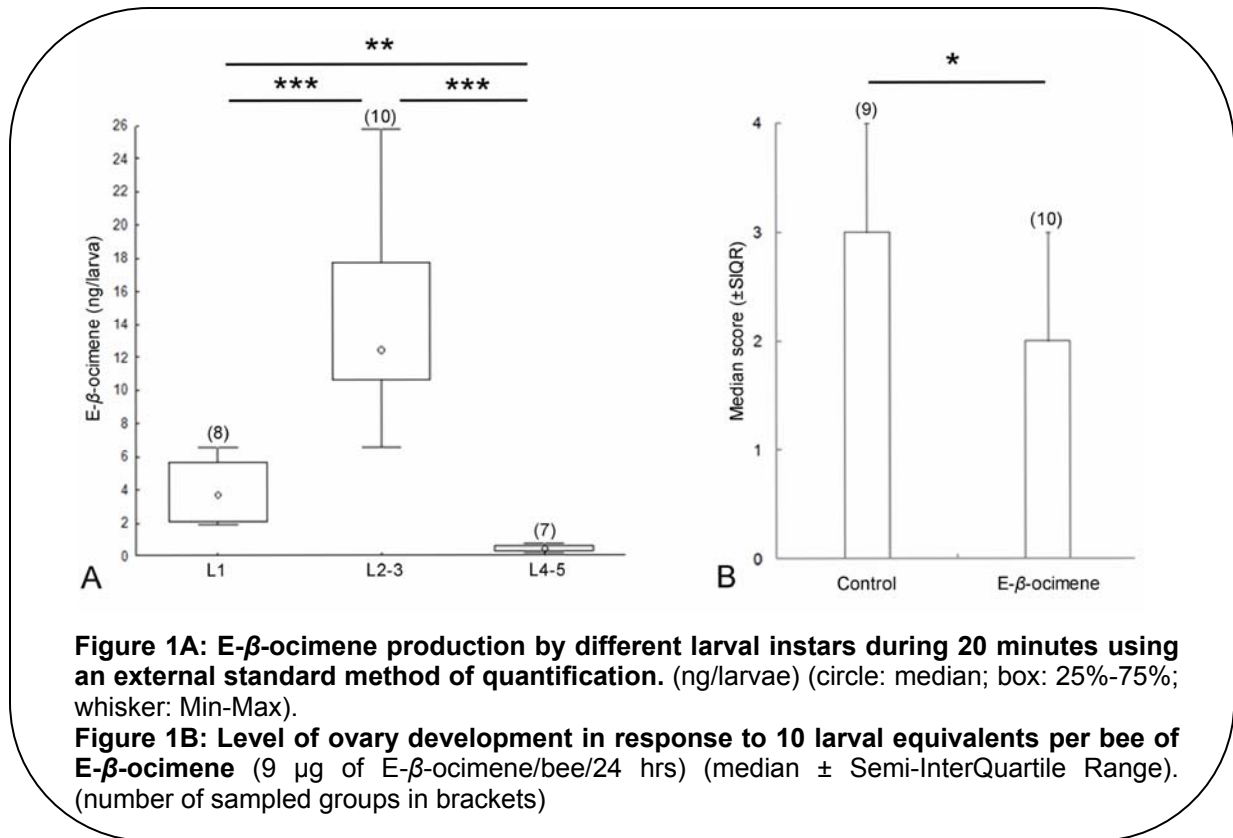 **
*** ***
(10)
(8)
(7)
26
24
22
20
18
16
14
12
10
8
6
4
2
0
E-β-ocimene (ng/larva)
L1 L2-3 L4-5
A
*
(9)
(10)
4
3
2
1
0
Median score (±SIQR)
Control E-β-ocimene
B
Figure 1A: E-β-ocimene production by different larval instars during 20 minutes using
an external standard method of quantification. (ng/larvae) (circle: median; box: 25%-75%;
whisker: Min-Max).
Figure 1B: Level of ovary development in response to 10 larval equivalents per bee of
E-β-ocimene (9 µg of E-β-ocimene/bee/24 hrs) (median ± Semi-InterQuartile Range).
(number of sampled groups in brackets)